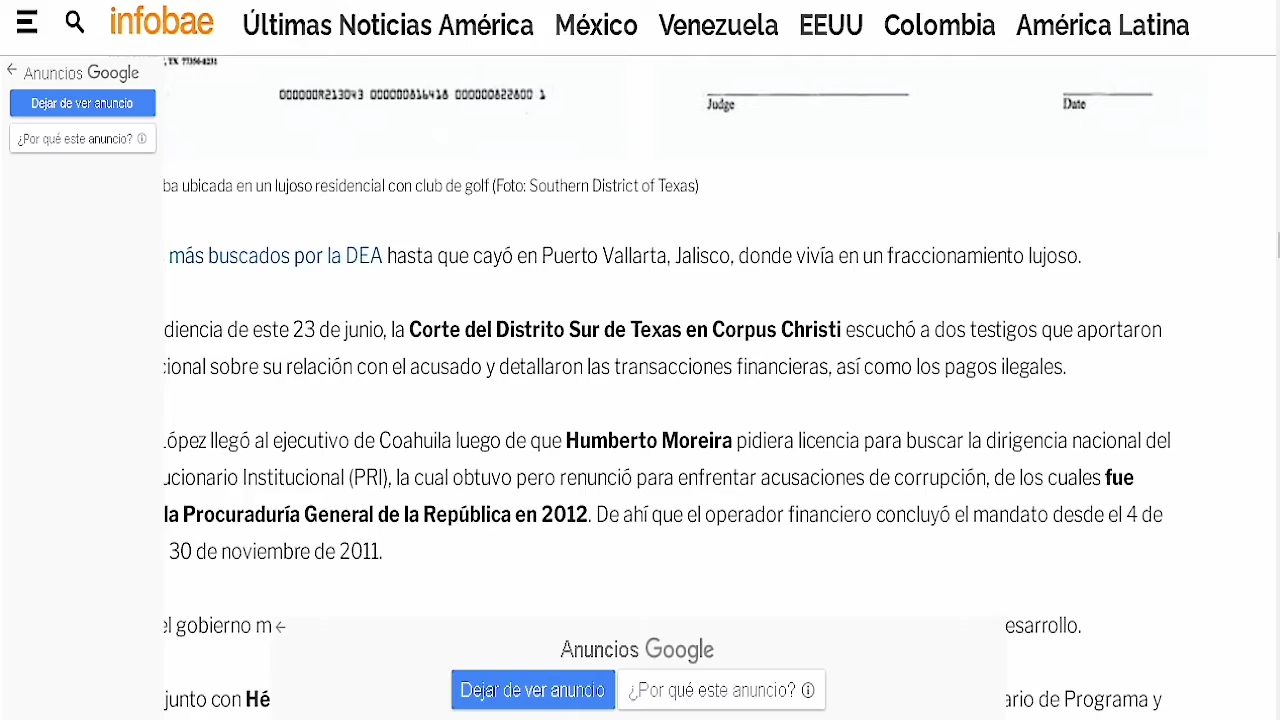 infobae Últimas Noticias América México Venezuela EEUU Colombia América Latina
← Anuncios Google
Dejar de ver anuncio
¿Por qué este anuncio?
, TX 77356-8231
000000R213043 000000816418 000000822800 1
Judge
Date
ba ubicada en un lujoso residencial con club de golf (Foto: Southern District of Texas)
más buscados por la DEA hasta que cayó en Puerto Vallarta, Jalisco, donde vivía en un fraccionamiento lujoso.
diencia de este 23 de junio, la Corte del Distrito Sur de Texas en Corpus Christi escuchó a dos testigos que aportaron
cional sobre su relación con el acusado y detallaron las transacciones financieras, así como los pagos ilegales.
López llegó al ejecutivo de Coahuila luego de que Humberto Moreira pidiera licencia para buscar la dirigencia nacional del
ucionario Institucional (PRI), la cual obtuvo pero renunció para enfrentar acusaciones de corrupción, de los cuales fue
la Procuraduría General de la República en 2012. De ahí que el operador financiero concluyó el mandato desde el 4 de
30 de noviembre de 2011.
el gobierno m
esarrollo.
← Anuncios Google
Dejar de ver anuncio
¿Por qué este anuncio?
junto con Hé
ario de Programa y